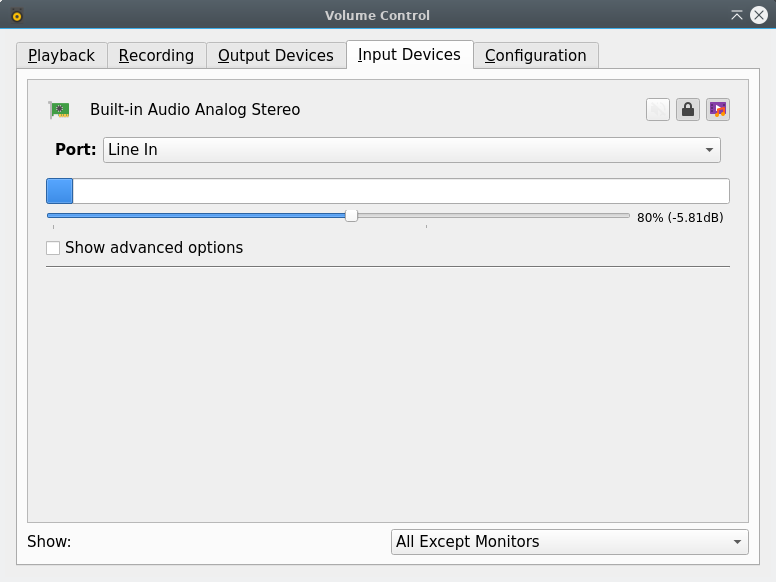 Volume Control
Playback
Recording
Output Devices
Input Devices
Configuration
Built-in Audio Analog Stereo
Port:
Line In
80% (-5.81dB)
Show advanced options
Show:
All Except Monitors